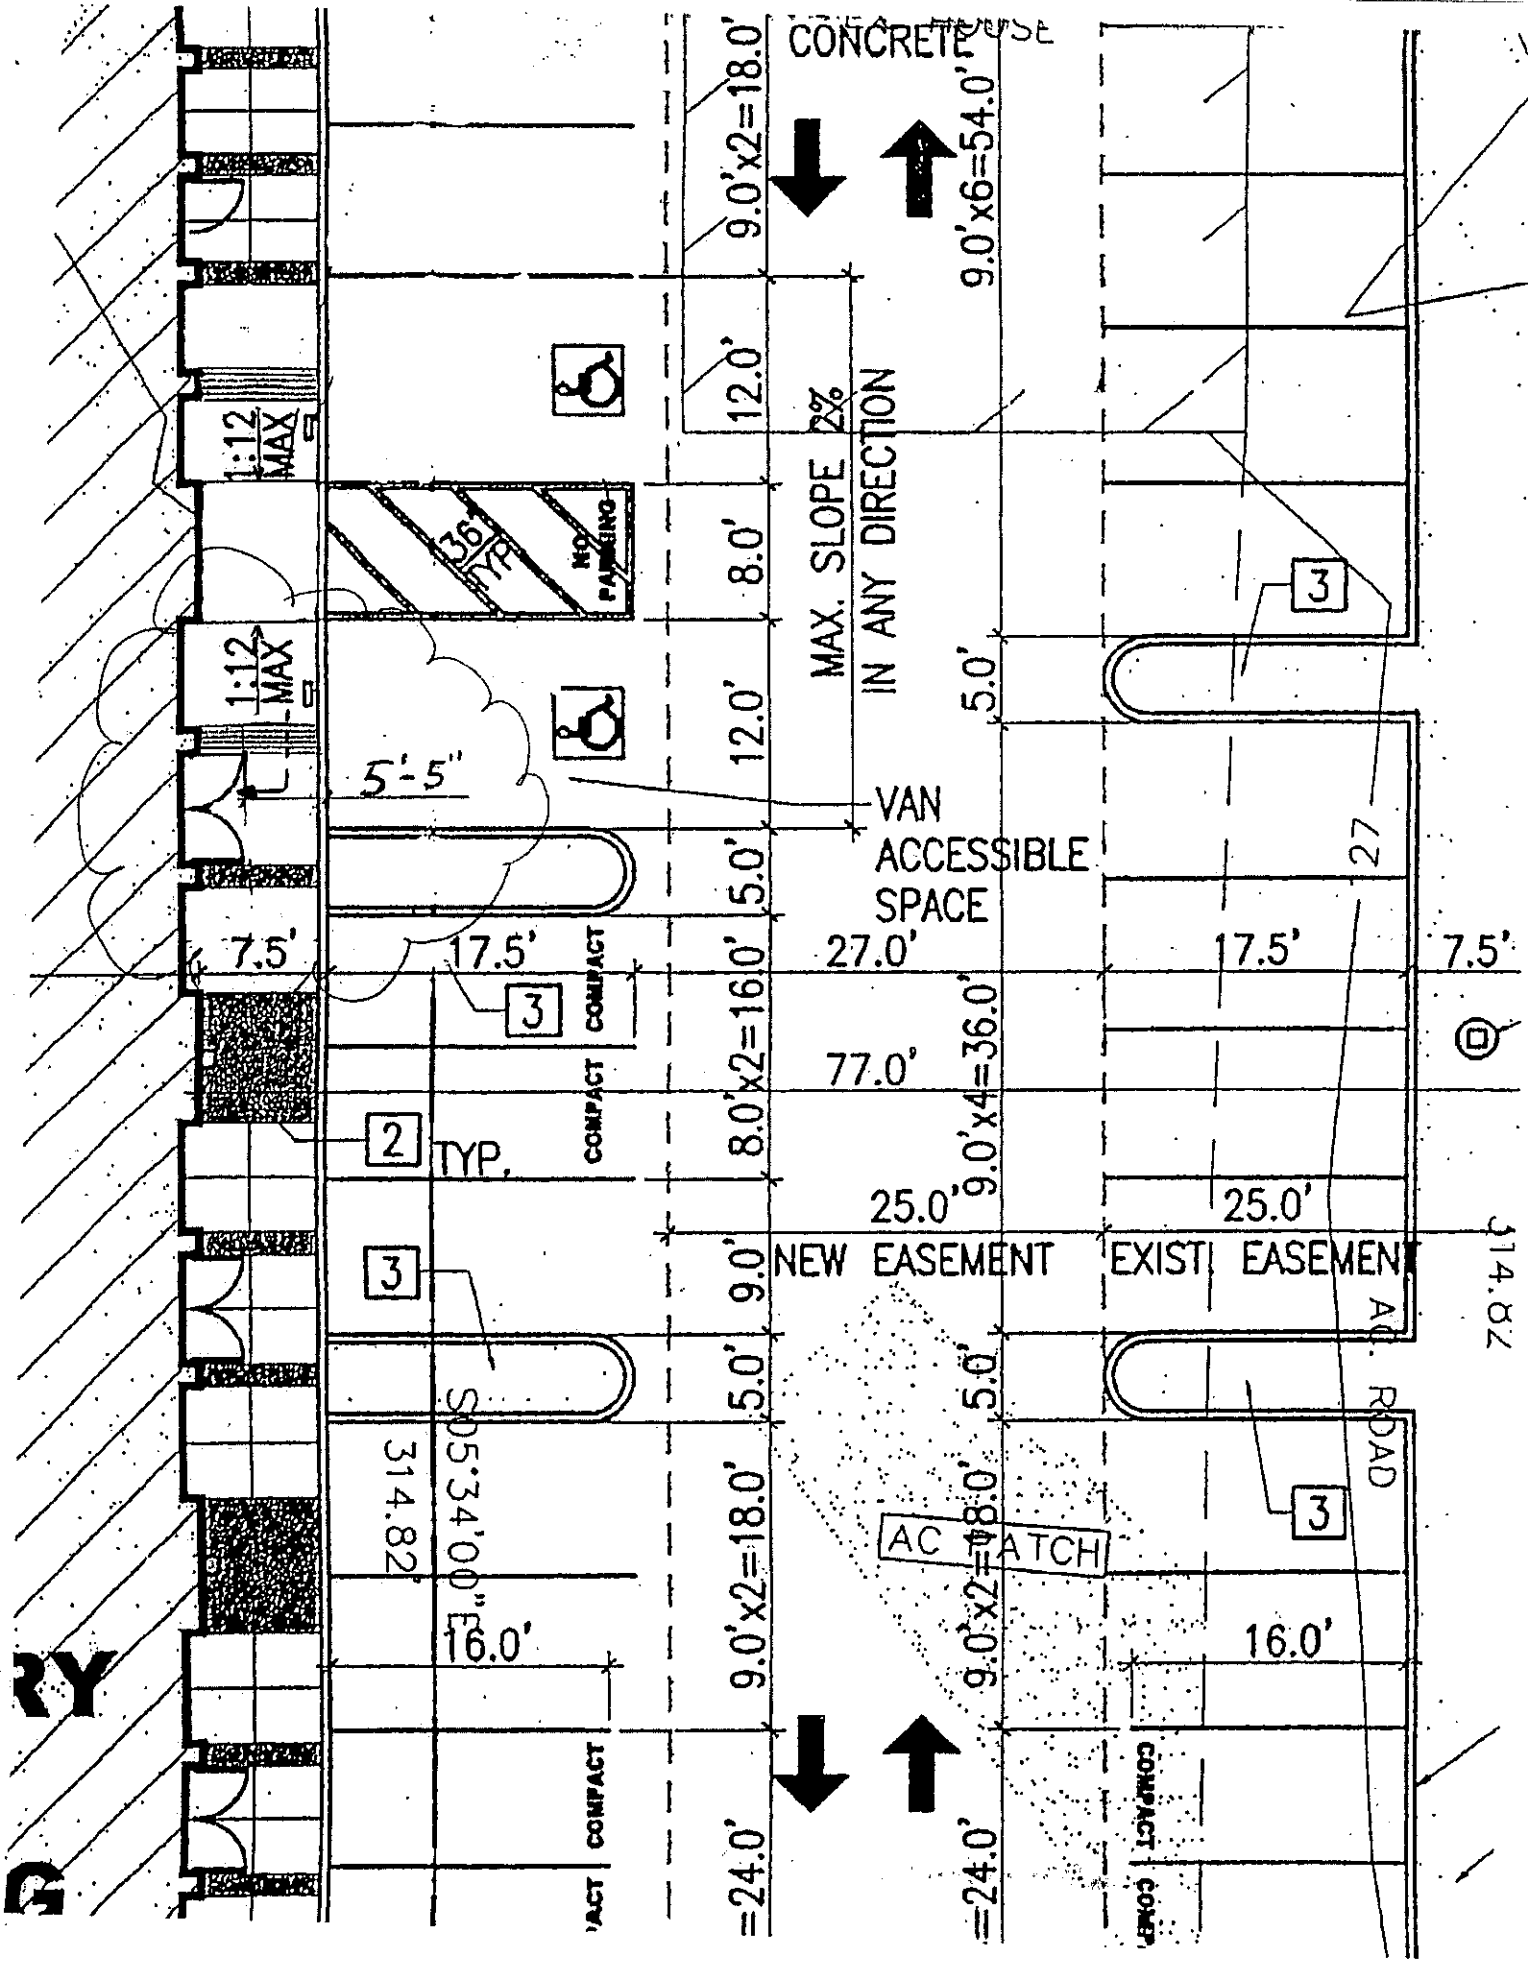 HOUSE
CONCRETE
9.0'x2=18.0'
9.0'x6=54.0'
12.0'
1:12
MAX
MAX. SLOPE 2%
IN ANY DIRECTION
36"
TYP
NO
PARKING
8.0'
3
1:12
MAX
12.0'
5.0'
5'-5"
VAN
ACCESSIBLE
SPACE
27
5.0'
7.5'
17.5'
27.0'
17.5'
7.5'
COMPACT
COMPACT
3
8.0'x2=16.0'
9.0'x4=36.0'
77.0'
2
TYP.
25.0'
25.0'
NEW EASEMENT
EXIST. EASEMENT
314.82
3
9.0'
5.0'
5.0'
AC. ROAD
S05°34'00"E
314.82
9.0'x2=18.0'
9.0'x2=18.0'
AC PATCH
3
16.0'
16.0'
RY
COMPACT
COMPACT
=24.0'
=24.0'
G